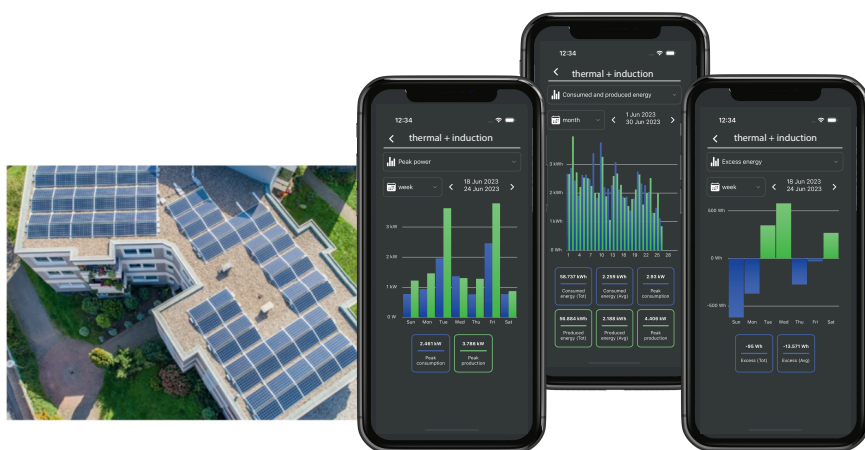 12:34
thermal + induction
Peak power
week
18 Jun 2023
24 Jun 2023
3 kW
2 kW
1 kW
0 W
Sun Mon Tue Wed Thu Fri Sat
2.461 kW
Peak
consumption
3.786 kW
Peak
production
12:34
thermal + induction
Consumed and produced energy
month
1 Jun 2023
30 Jun 2023
3 kWh
2 kWh
1 kWh
0 Wh
1 4 7 10 13 16 19 22 25 28
58.737 kWh
Consumed
energy (Tot)
2.259 kWh
Consumed
energy (Avg)
2.93 kW
Peak
consumption
56.884 kWh
Produced
energy (Tot)
2.188 kWh
Produced
energy (Avg)
4.406 kW
Peak
production
12:34
thermal + induction
Excess energy
week
18 Jun 2023
24 Jun 2023
500 Wh
0 Wh
-500 Wh
Sun Mon Tue Wed Thu Fri Sat
-95 Wh
Excess (Tot)
-13.571 Wh
Excess (Avg)